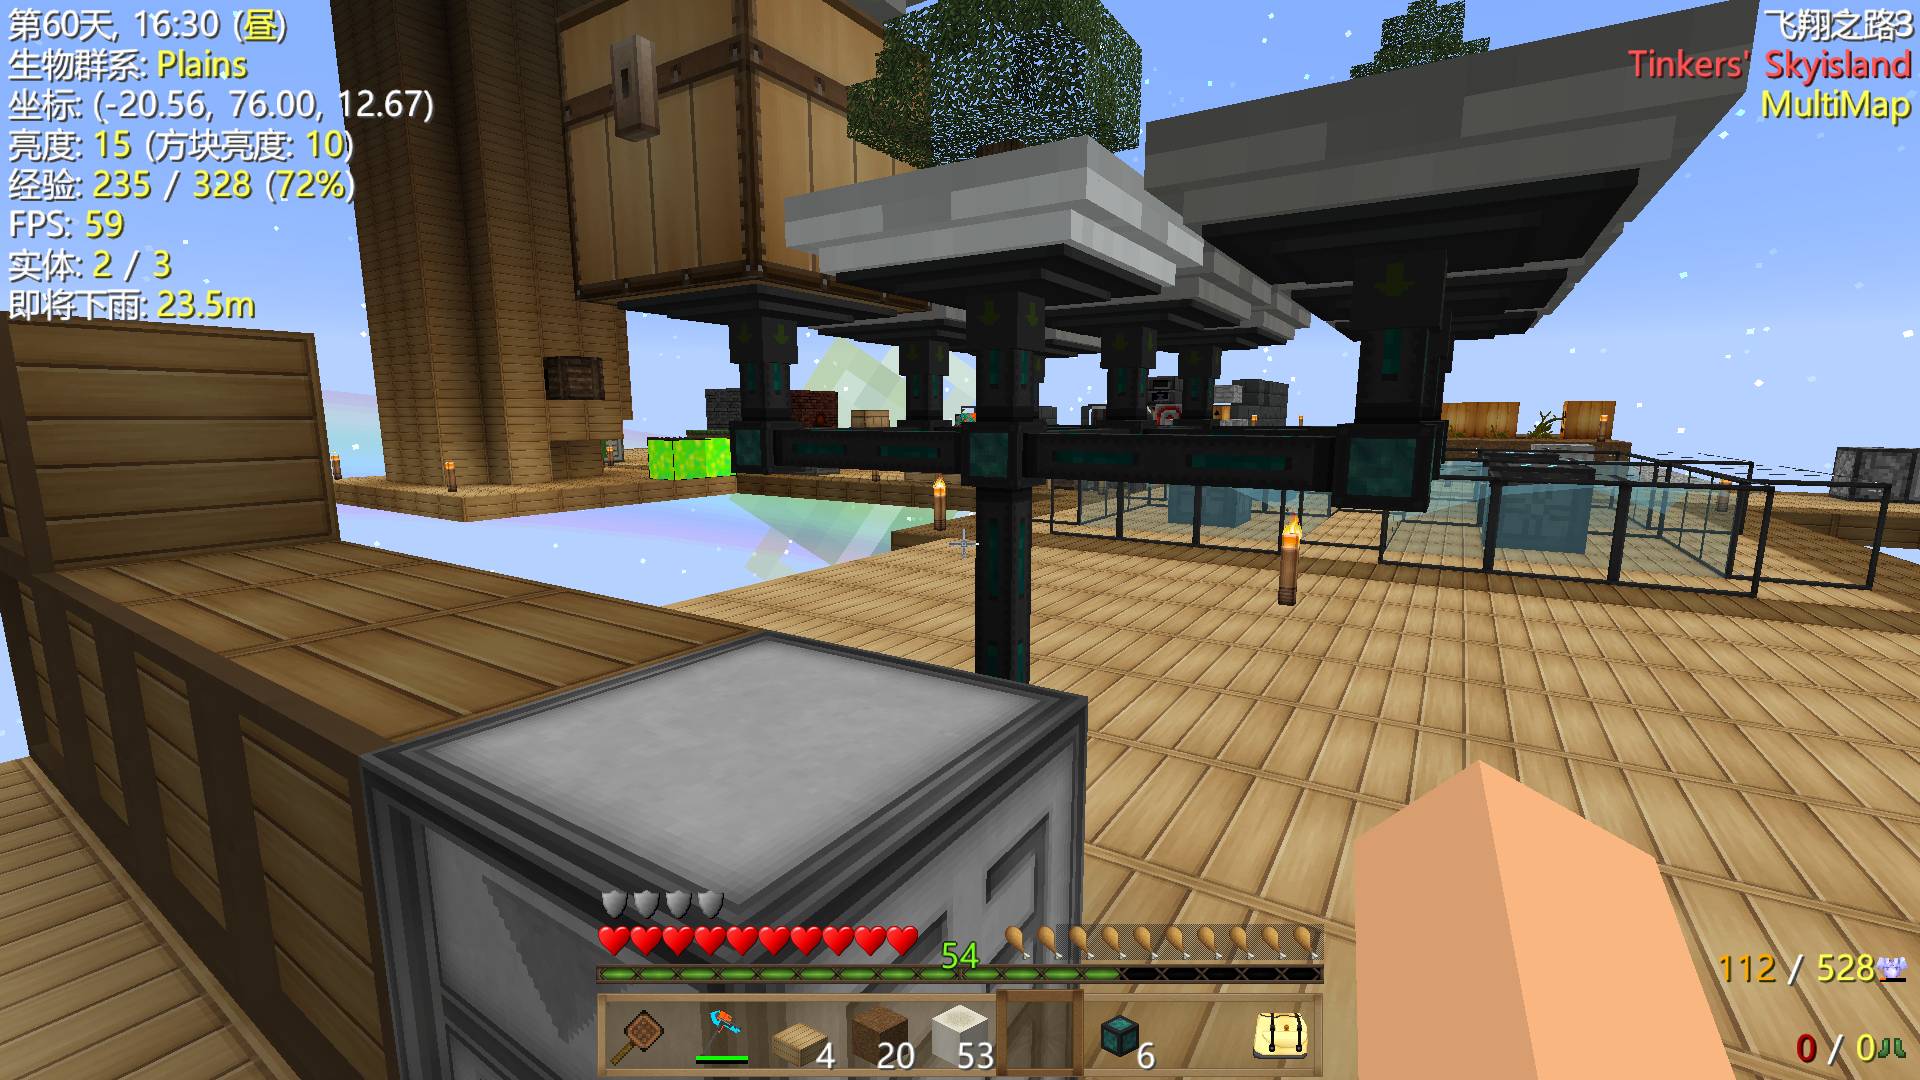 第60天, 16:30 (昼)
生物群系: Plains
坐标: (-20.56, 76.00, 12.67)
亮度: 15 (方块亮度: 10)
经验: 235 / 328 (72%)
FPS: 59
实体: 2 / 3
即将下雨: 23.5m
飞翔之路3
Tinkers' Skyisland
MultiMap
54
112 / 528
0 / 0
4
20
53
6